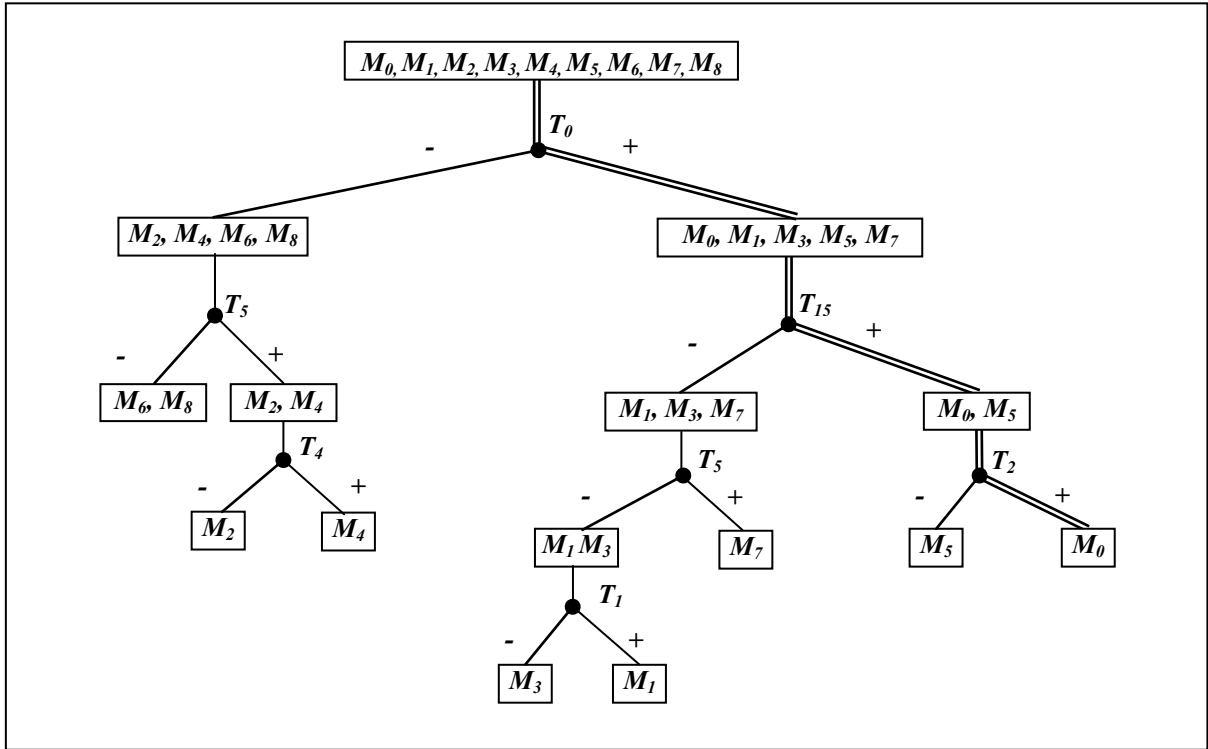 M0, M1, M2, M3, M4, M5, M6, M7, M8
T0
- +
M2, M4, M6, M8
M0, M1, M3, M5, M7
T5
T15
- +
- +
M6, M8
M2, M4
M1, M3, M7
M0, M5
T4
T5
T2
- +
- +
- +
M2
M4
M1 M3
M7
M5
M0
T1
- +
M3
M1